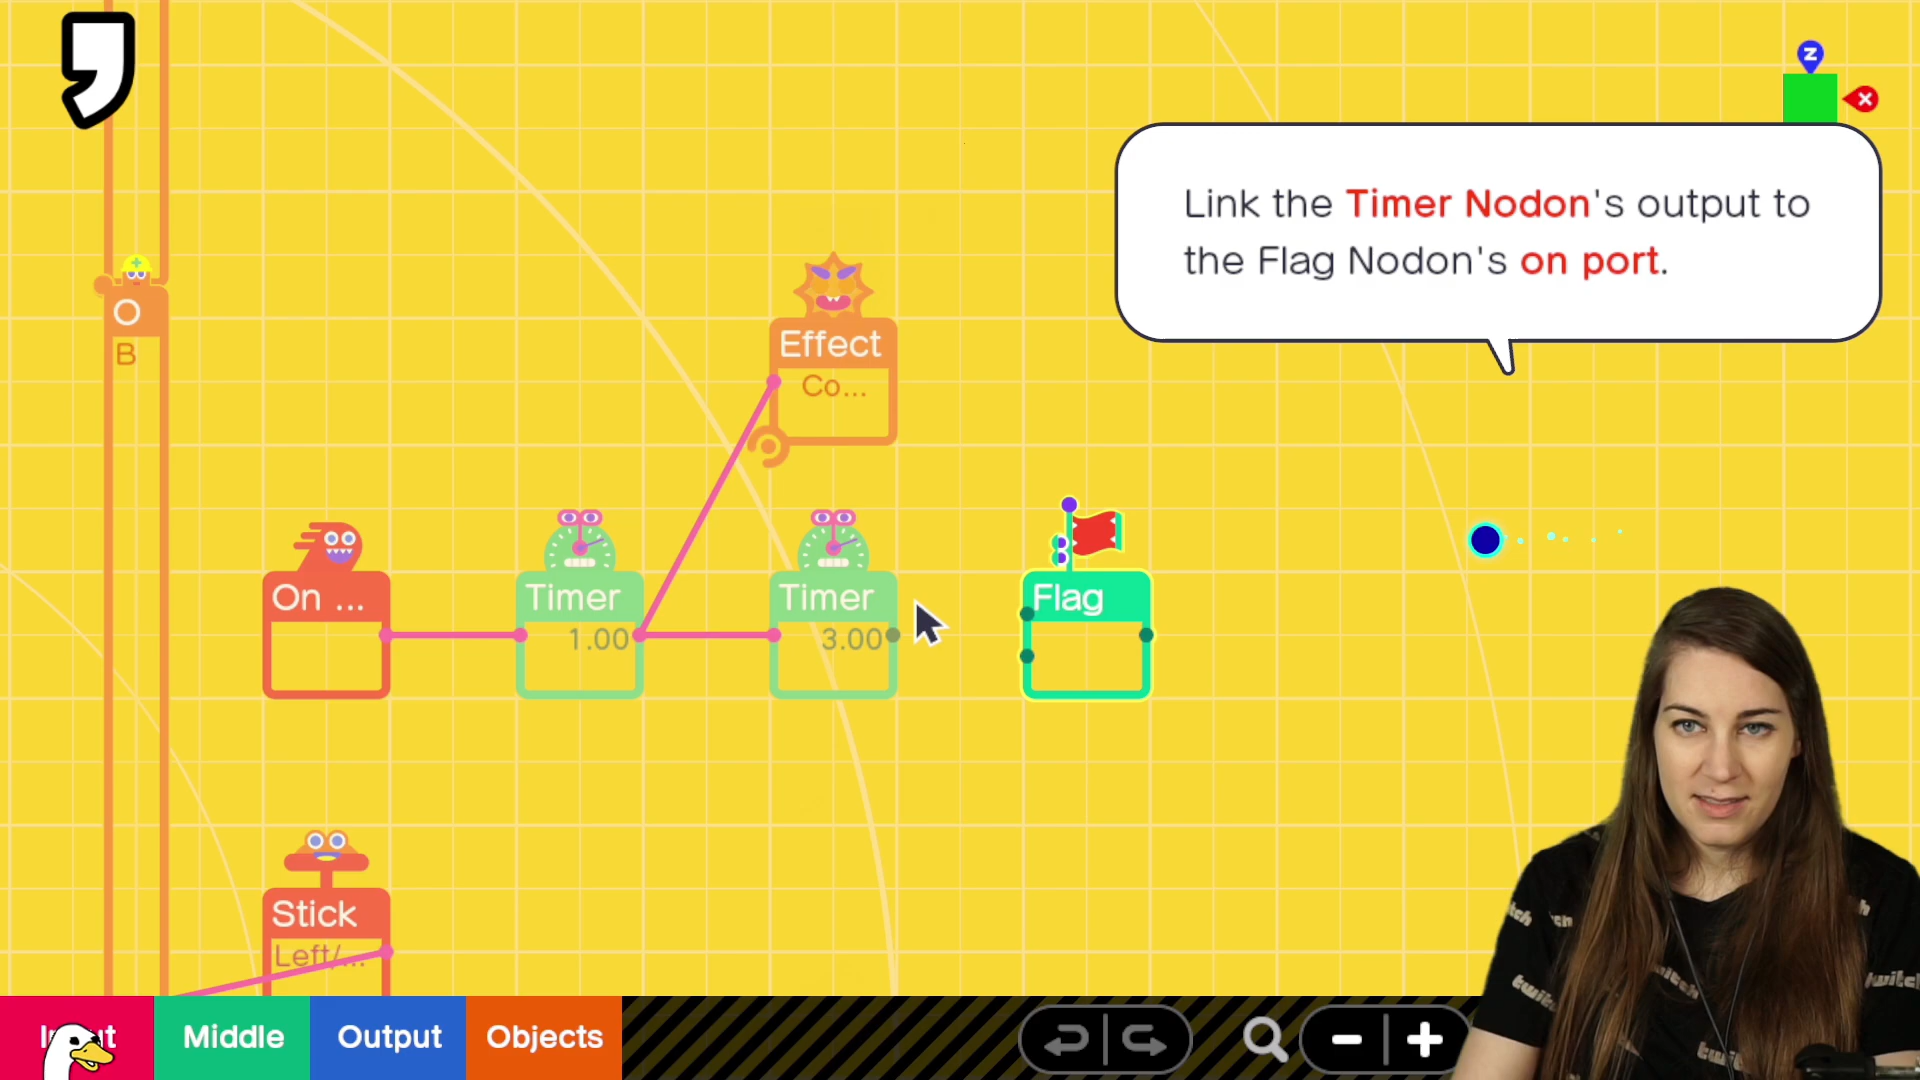 Z
X
Link the Timer Nodon's output to
the Flag Nodon's on port.
B
Effect
Co...
On ...
Timer
1.00
Timer
3.00
Flag
Stick
Left/...
Middle
Output
Objects
twitch